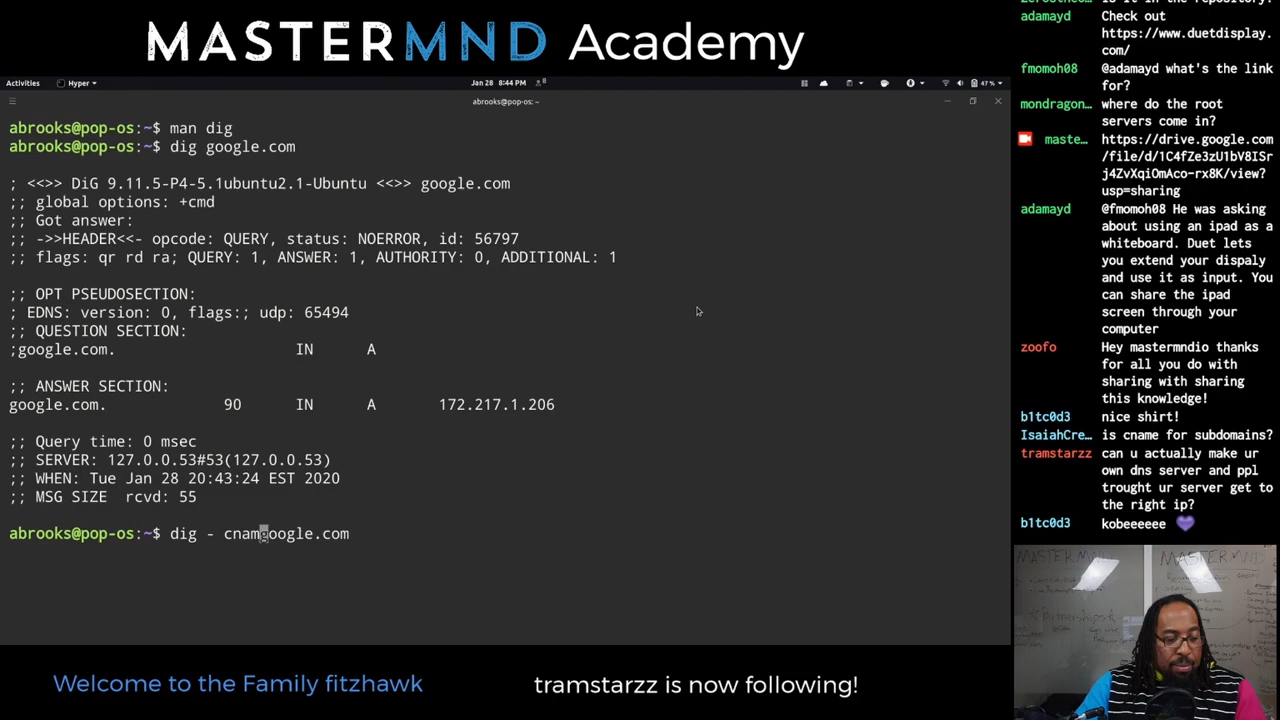 MASTERMND Academy
Activities
Hyper
Jan 28 8:44 PM
8
47 %
abrooks@pop-os: ~
abrooks@pop-os:~$ man dig
abrooks@pop-os:~$ dig google.com
; <<>> DiG 9.11.5-P4-5.1ubuntu2.1-Ubuntu <<>> google.com
;; global options: +cmd
;; Got answer:
;; ->>HEADER<<- opcode: QUERY, status: NOERROR, id: 56797
;; flags: qr rd ra; QUERY: 1, ANSWER: 1, AUTHORITY: 0, ADDITIONAL: 1
;; OPT PSEUDOSECTION:
; EDNS: version: 0, flags:; udp: 65494
;; QUESTION SECTION:
;google.com. IN A
;; ANSWER SECTION:
google.com. 90 IN A 172.217.1.206
;; Query time: 0 msec
;; SERVER: 127.0.0.53#53(127.0.0.53)
;; WHEN: Tue Jan 28 20:43:24 EST 2020
;; MSG SIZE rcvd: 55
abrooks@pop-os:~$ dig - cnamgoogle.com
is it in the repository?
adamayd Check out
https://www.duetdisplay.
com/
fmomoh08 @adamayd what's the link
for?
mondragon… where do the root
servers come in?
maste… https://drive.google.com
/file/d/1C4fZe3zU1bV8ISr
j4ZvXqiOmAco-rx8K/view?
usp=sharing
adamayd @fmomoh08 He was asking
about using an ipad as a
whiteboard. Duet lets
you extend your dispaly
and use it as input. You
can share the ipad
screen through your
computer
zoofo Hey mastermndio thanks
for all you do with
sharing with sharing
this knowledge!
b1tc0d3 nice shirt!
IsaiahCre… is cname for subdomains?
tramstarzz can u actually make ur
own dns server and ppl
trought ur server get to
the right ip?
b1tc0d3 kobeeeeee
MASTERMND
Welcome to the Family fitzhawk
tramstarzz is now following!